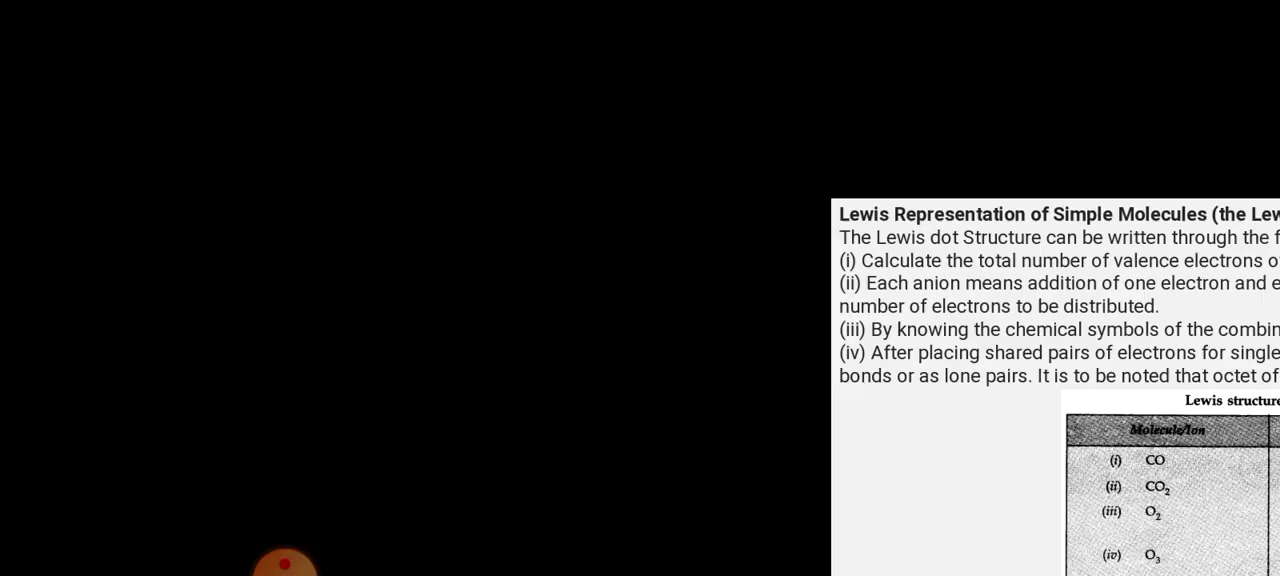 Lewis Representation of Simple Molecules (the Lew
The Lewis dot Structure can be written through the f
(i) Calculate the total number of valence electrons o
(ii) Each anion means addition of one electron and e
number of electrons to be distributed.
(iii) By knowing the chemical symbols of the combin
(iv) After placing shared pairs of electrons for single
bonds or as lone pairs. It is to be noted that octet of
Lewis structure
Molecule/Ion
(i) CO
(ii) CO₂
(iii) O₂
(iv) O₃